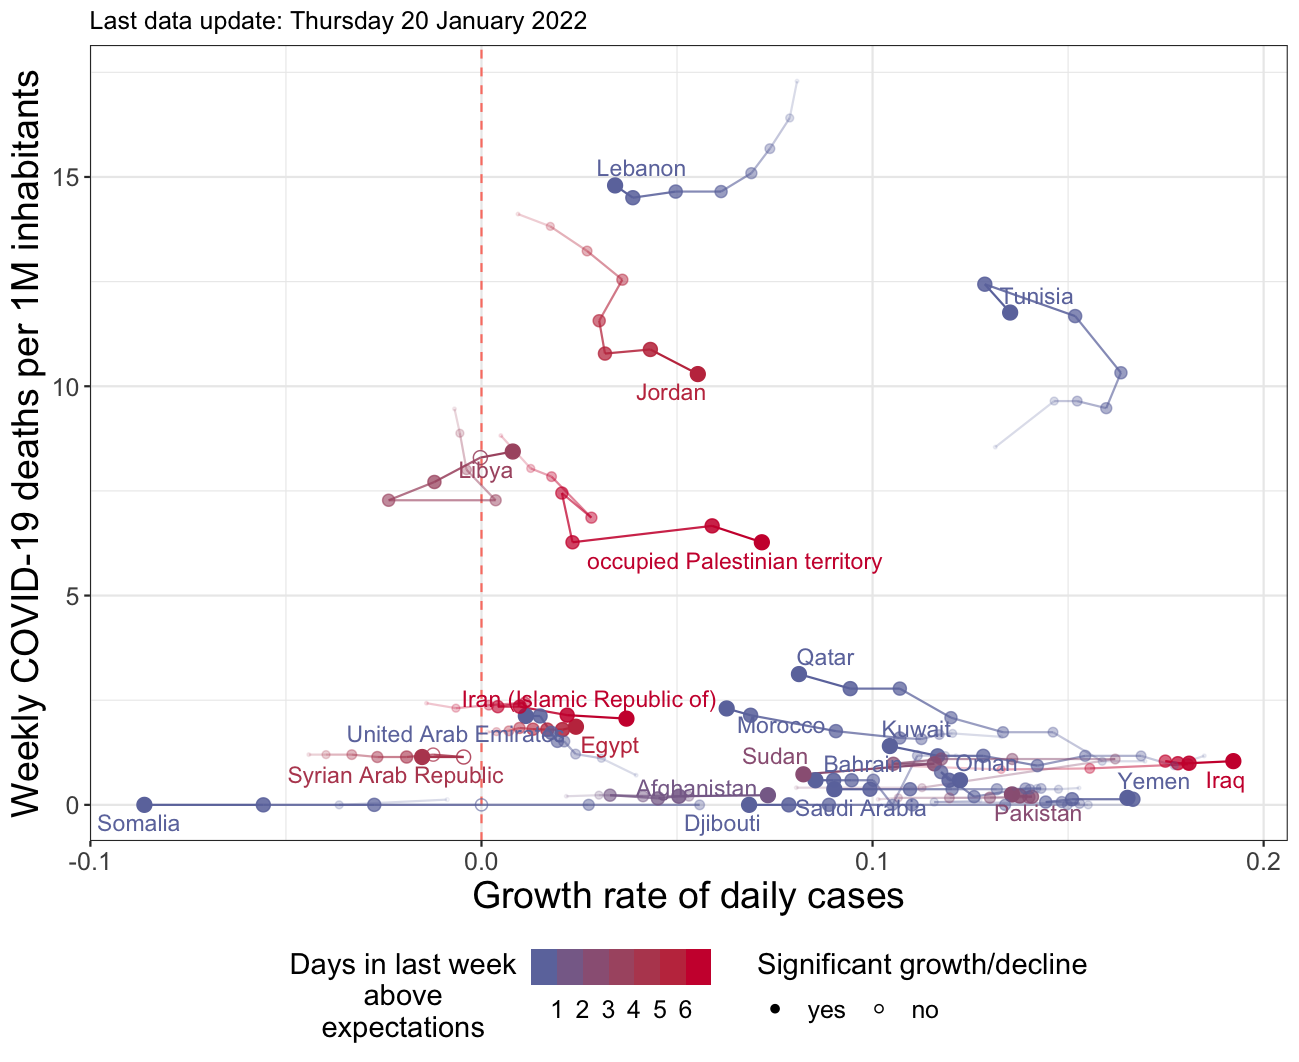 Last data update: Thursday 20 January 2022
Weekly COVID-19 deaths per 1M inhabitants
15
10
5
0
Lebanon
Tunisia
Jordan
Libya
occupied Palestinian territory
Qatar
Iran (Islamic Republic of)
Morocco
Kuwait
United Arab Emirates
Egypt
Sudan
Bahrain
Oman
Syrian Arab Republic
Afghanistan
Yemen
Iraq
Saudi Arabia
Pakistan
Somalia
Djibouti
-0.1
0.0
0.1
0.2
Growth rate of daily cases
Days in last week
above
expectations
1 2 3 4 5 6
Significant growth/decline
yes no